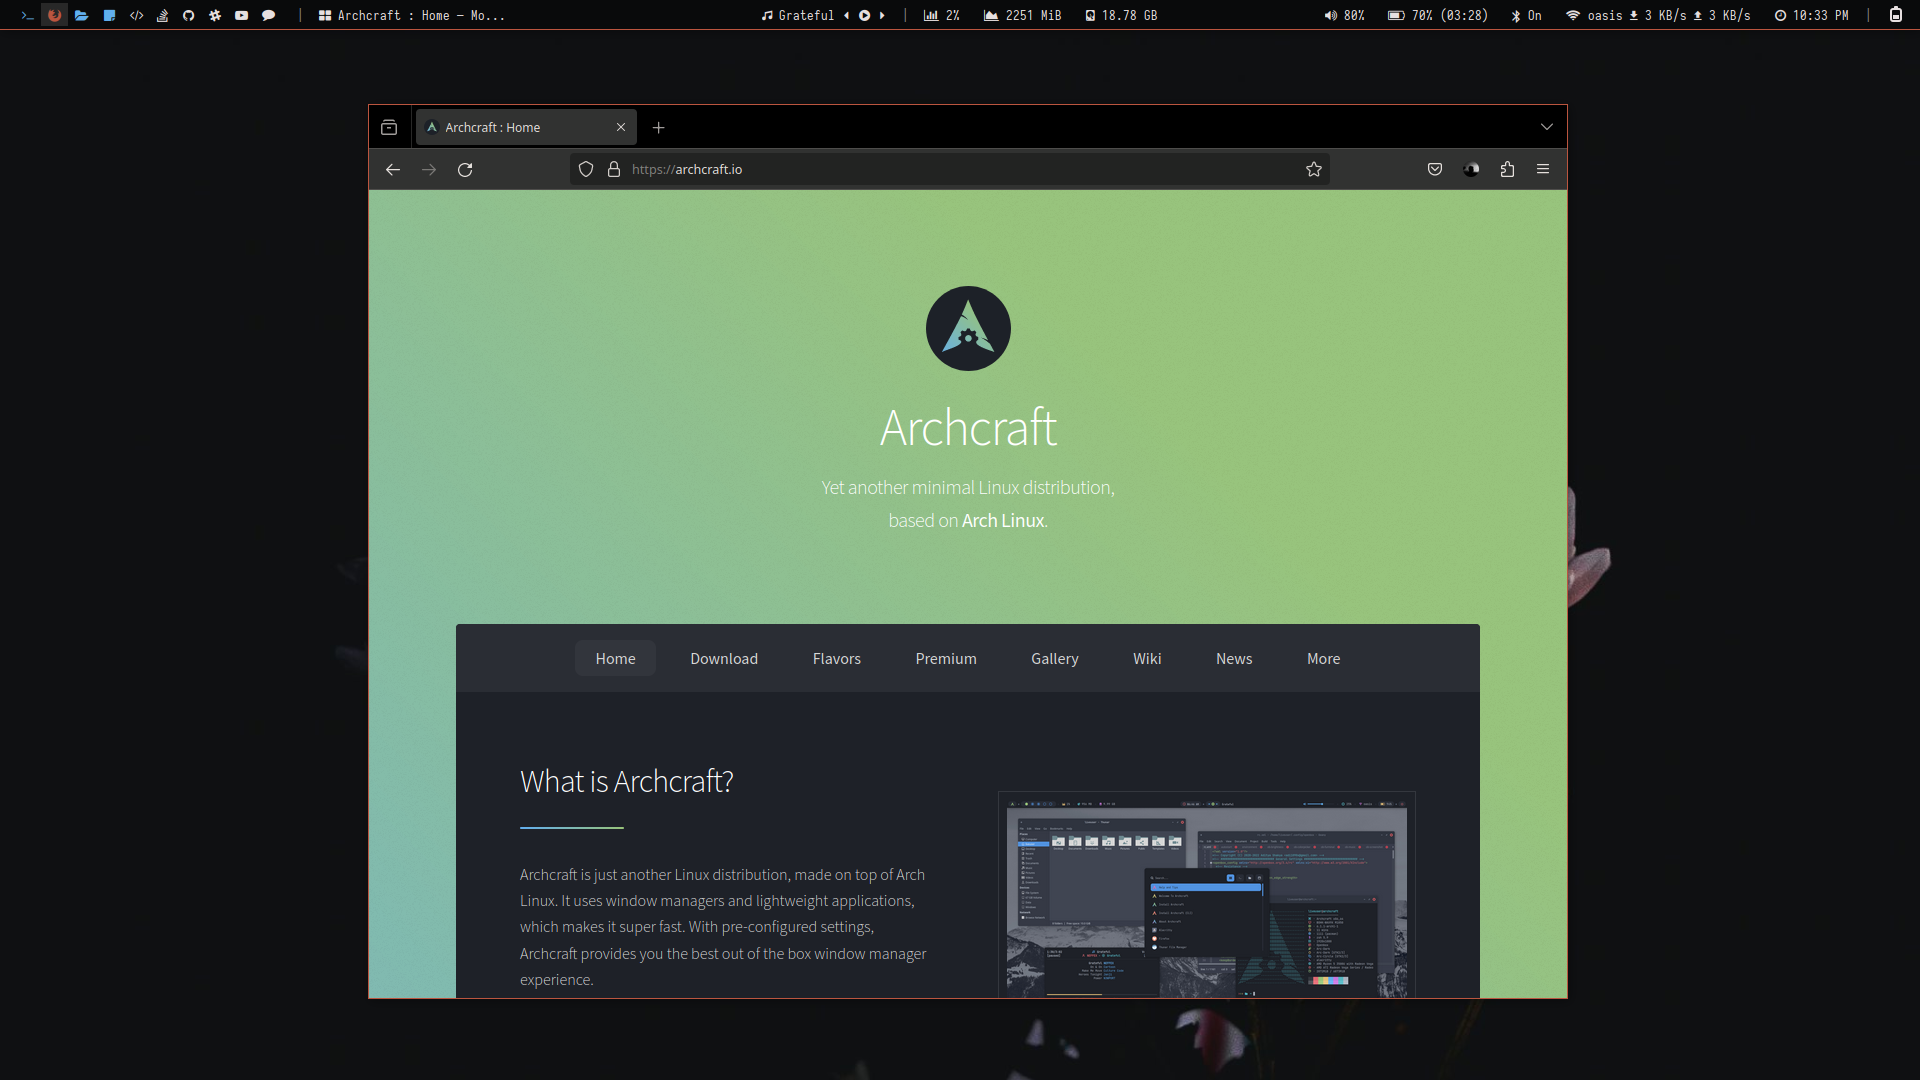 Archcraft : Home — Mo...
Grateful
2%
2251 MiB
18.78 GB
80%
70% (03:28)
On
oasis
3 KB/s
3 KB/s
10:33 PM
Archcraft : Home
https://archcraft.io
Archcraft
Yet another minimal Linux distribution,
based on Arch Linux.
Home
Download
Flavors
Premium
Gallery
Wiki
News
More
What is Archcraft?
Archcraft is just another Linux distribution, made on top of Arch
Linux. It uses window managers and lightweight applications,
which makes it super fast. With pre-configured settings,
Archcraft provides you the best out of the box window manager
experience.